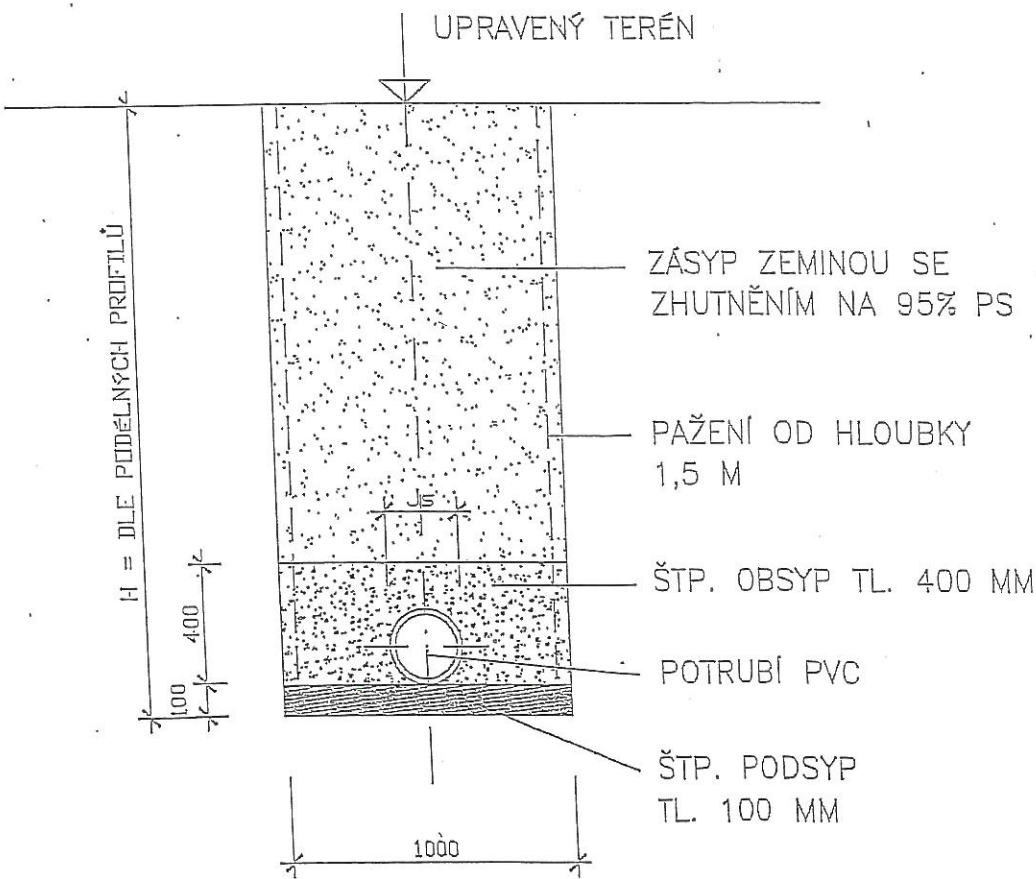 UPRAVENÝ TERÉN
ZÁSYP ZEMINOU SE
ZHUTNĚNÍM NA 95% PS
H = DLE PODÉLNÝCH PROFILŮ
PAŽENÍ OD HLOUBKY
1,5 M
JS
ŠTP. OBSYP TL. 400 MM
400
POTRUBÍ PVC
100
ŠTP. PODSYP
TL. 100 MM
1000